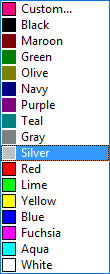 Custom...
Black
Maroon
Green
Olive
Navy
Purple
Teal
Gray
Silver
Red
Lime
Yellow
Blue
Fuchsia
Aqua
White